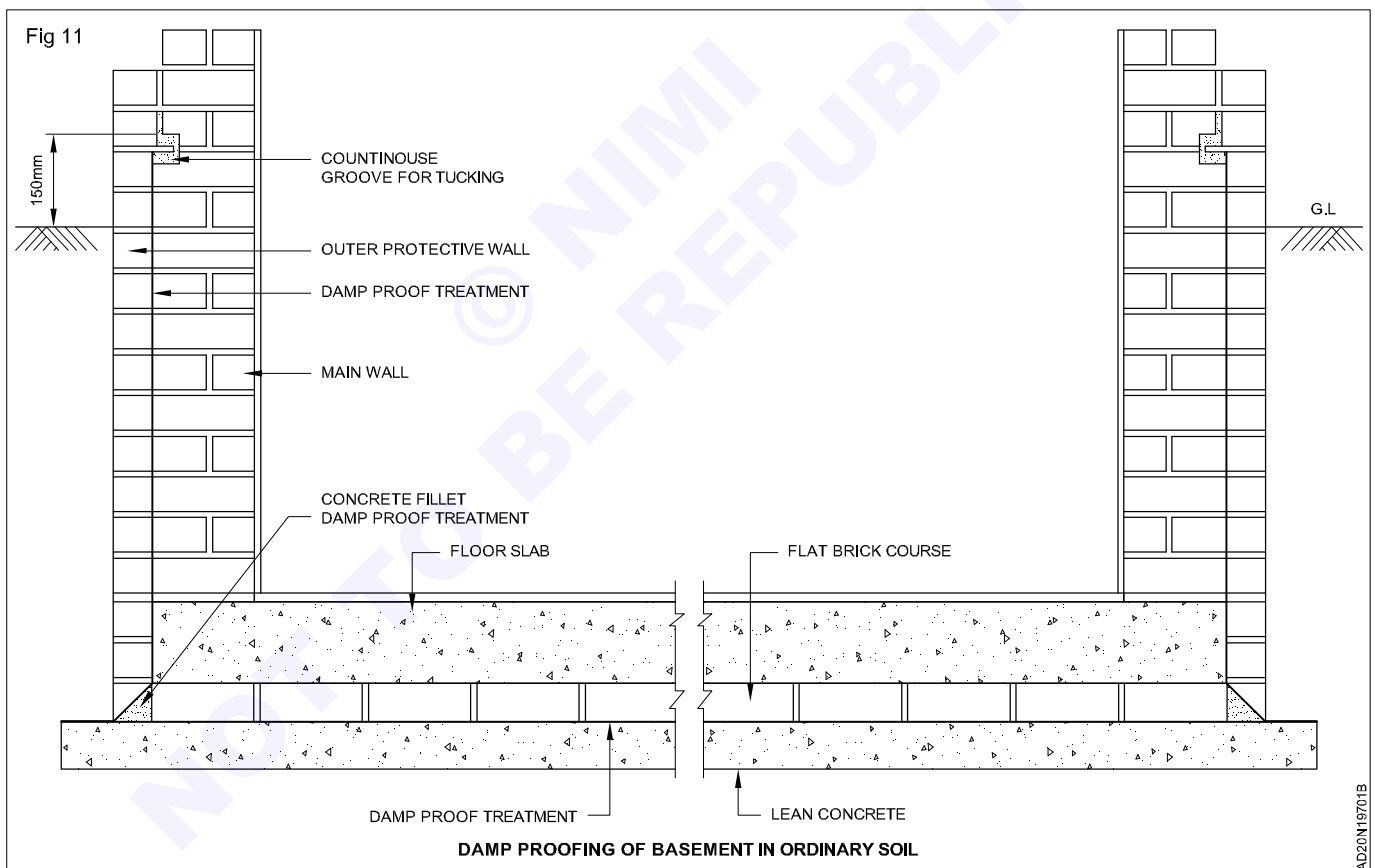 Fig 11
150mm
COUNTINOUSE
GROOVE FOR TUCKING
G.L
OUTER PROTECTIVE WALL
DAMP PROOF TREATMENT
MAIN WALL
CONCRETE FILLET
DAMP PROOF TREATMENT
FLOOR SLAB
FLAT BRICK COURSE
DAMP PROOF TREATMENT
LEAN CONCRETE
DAMP PROOFING OF BASEMENT IN ORDINARY SOIL
AD20N19701B
© NIMI
NOT TO BE REPUBLI